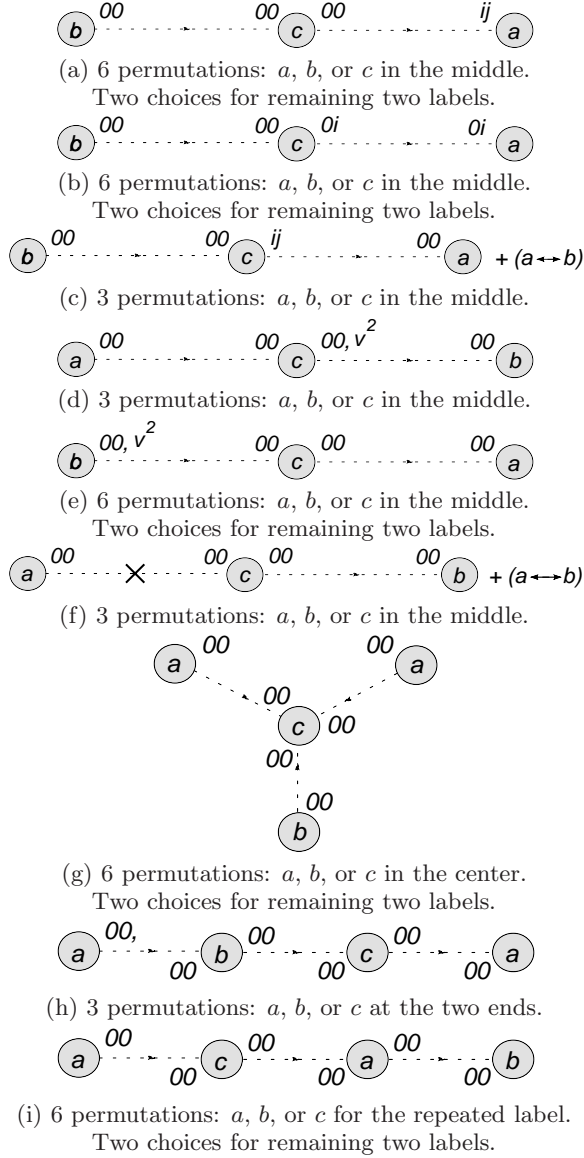 00 00 00 ij
b c a
(a) 6 permutations: a, b, or c in the middle.
Two choices for remaining two labels.
00 00 0i 0i
b c a
(b) 6 permutations: a, b, or c in the middle.
Two choices for remaining two labels.
00 00 ij 00
b c a + (a↔b)
(c) 3 permutations: a, b, or c in the middle.
00 00 00, v² 00
a c b
(d) 3 permutations: a, b, or c in the middle.
00, v² 00 00 00
b c a
(e) 6 permutations: a, b, or c in the middle.
Two choices for remaining two labels.
00 00 00 00
a c b + (a↔b)
(f) 3 permutations: a, b, or c in the middle.
00 00
a a
00
c 00
00
00
b
(g) 6 permutations: a, b, or c in the center.
Two choices for remaining two labels.
00, 00 00
a b c a
00 00 00
(h) 3 permutations: a, b, or c at the two ends.
00 00 00
a c a b
00 00 00
(i) 6 permutations: a, b, or c for the repeated label.
Two choices for remaining two labels.